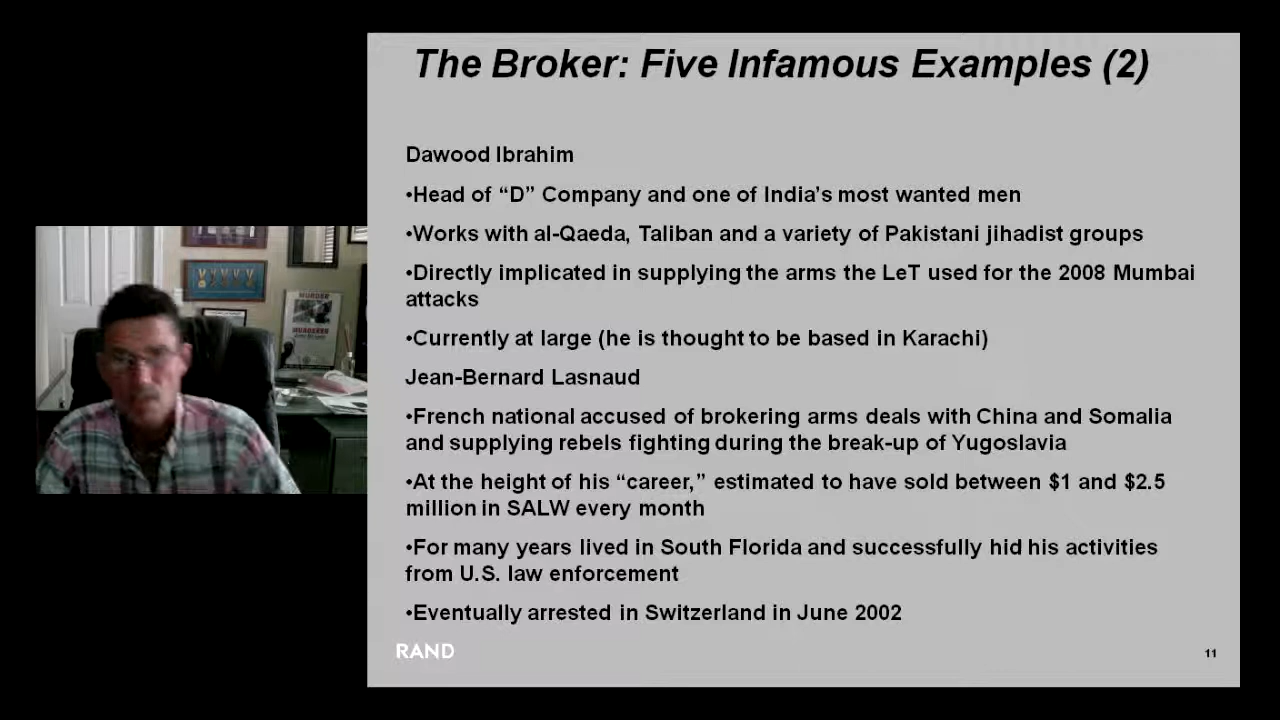 The Broker: Five Infamous Examples (2)
Dawood Ibrahim
•Head of “D” Company and one of India’s most wanted men
•Works with al-Qaeda, Taliban and a variety of Pakistani jihadist groups
•Directly implicated in supplying the arms the LeT used for the 2008 Mumbai
attacks
•Currently at large (he is thought to be based in Karachi)
Jean-Bernard Lasnaud
•French national accused of brokering arms deals with China and Somalia
and supplying rebels fighting during the break-up of Yugoslavia
•At the height of his “career,” estimated to have sold between $1 and $2.5
million in SALW every month
•For many years lived in South Florida and successfully hid his activities
from U.S. law enforcement
•Eventually arrested in Switzerland in June 2002
RAND
11
MURDER